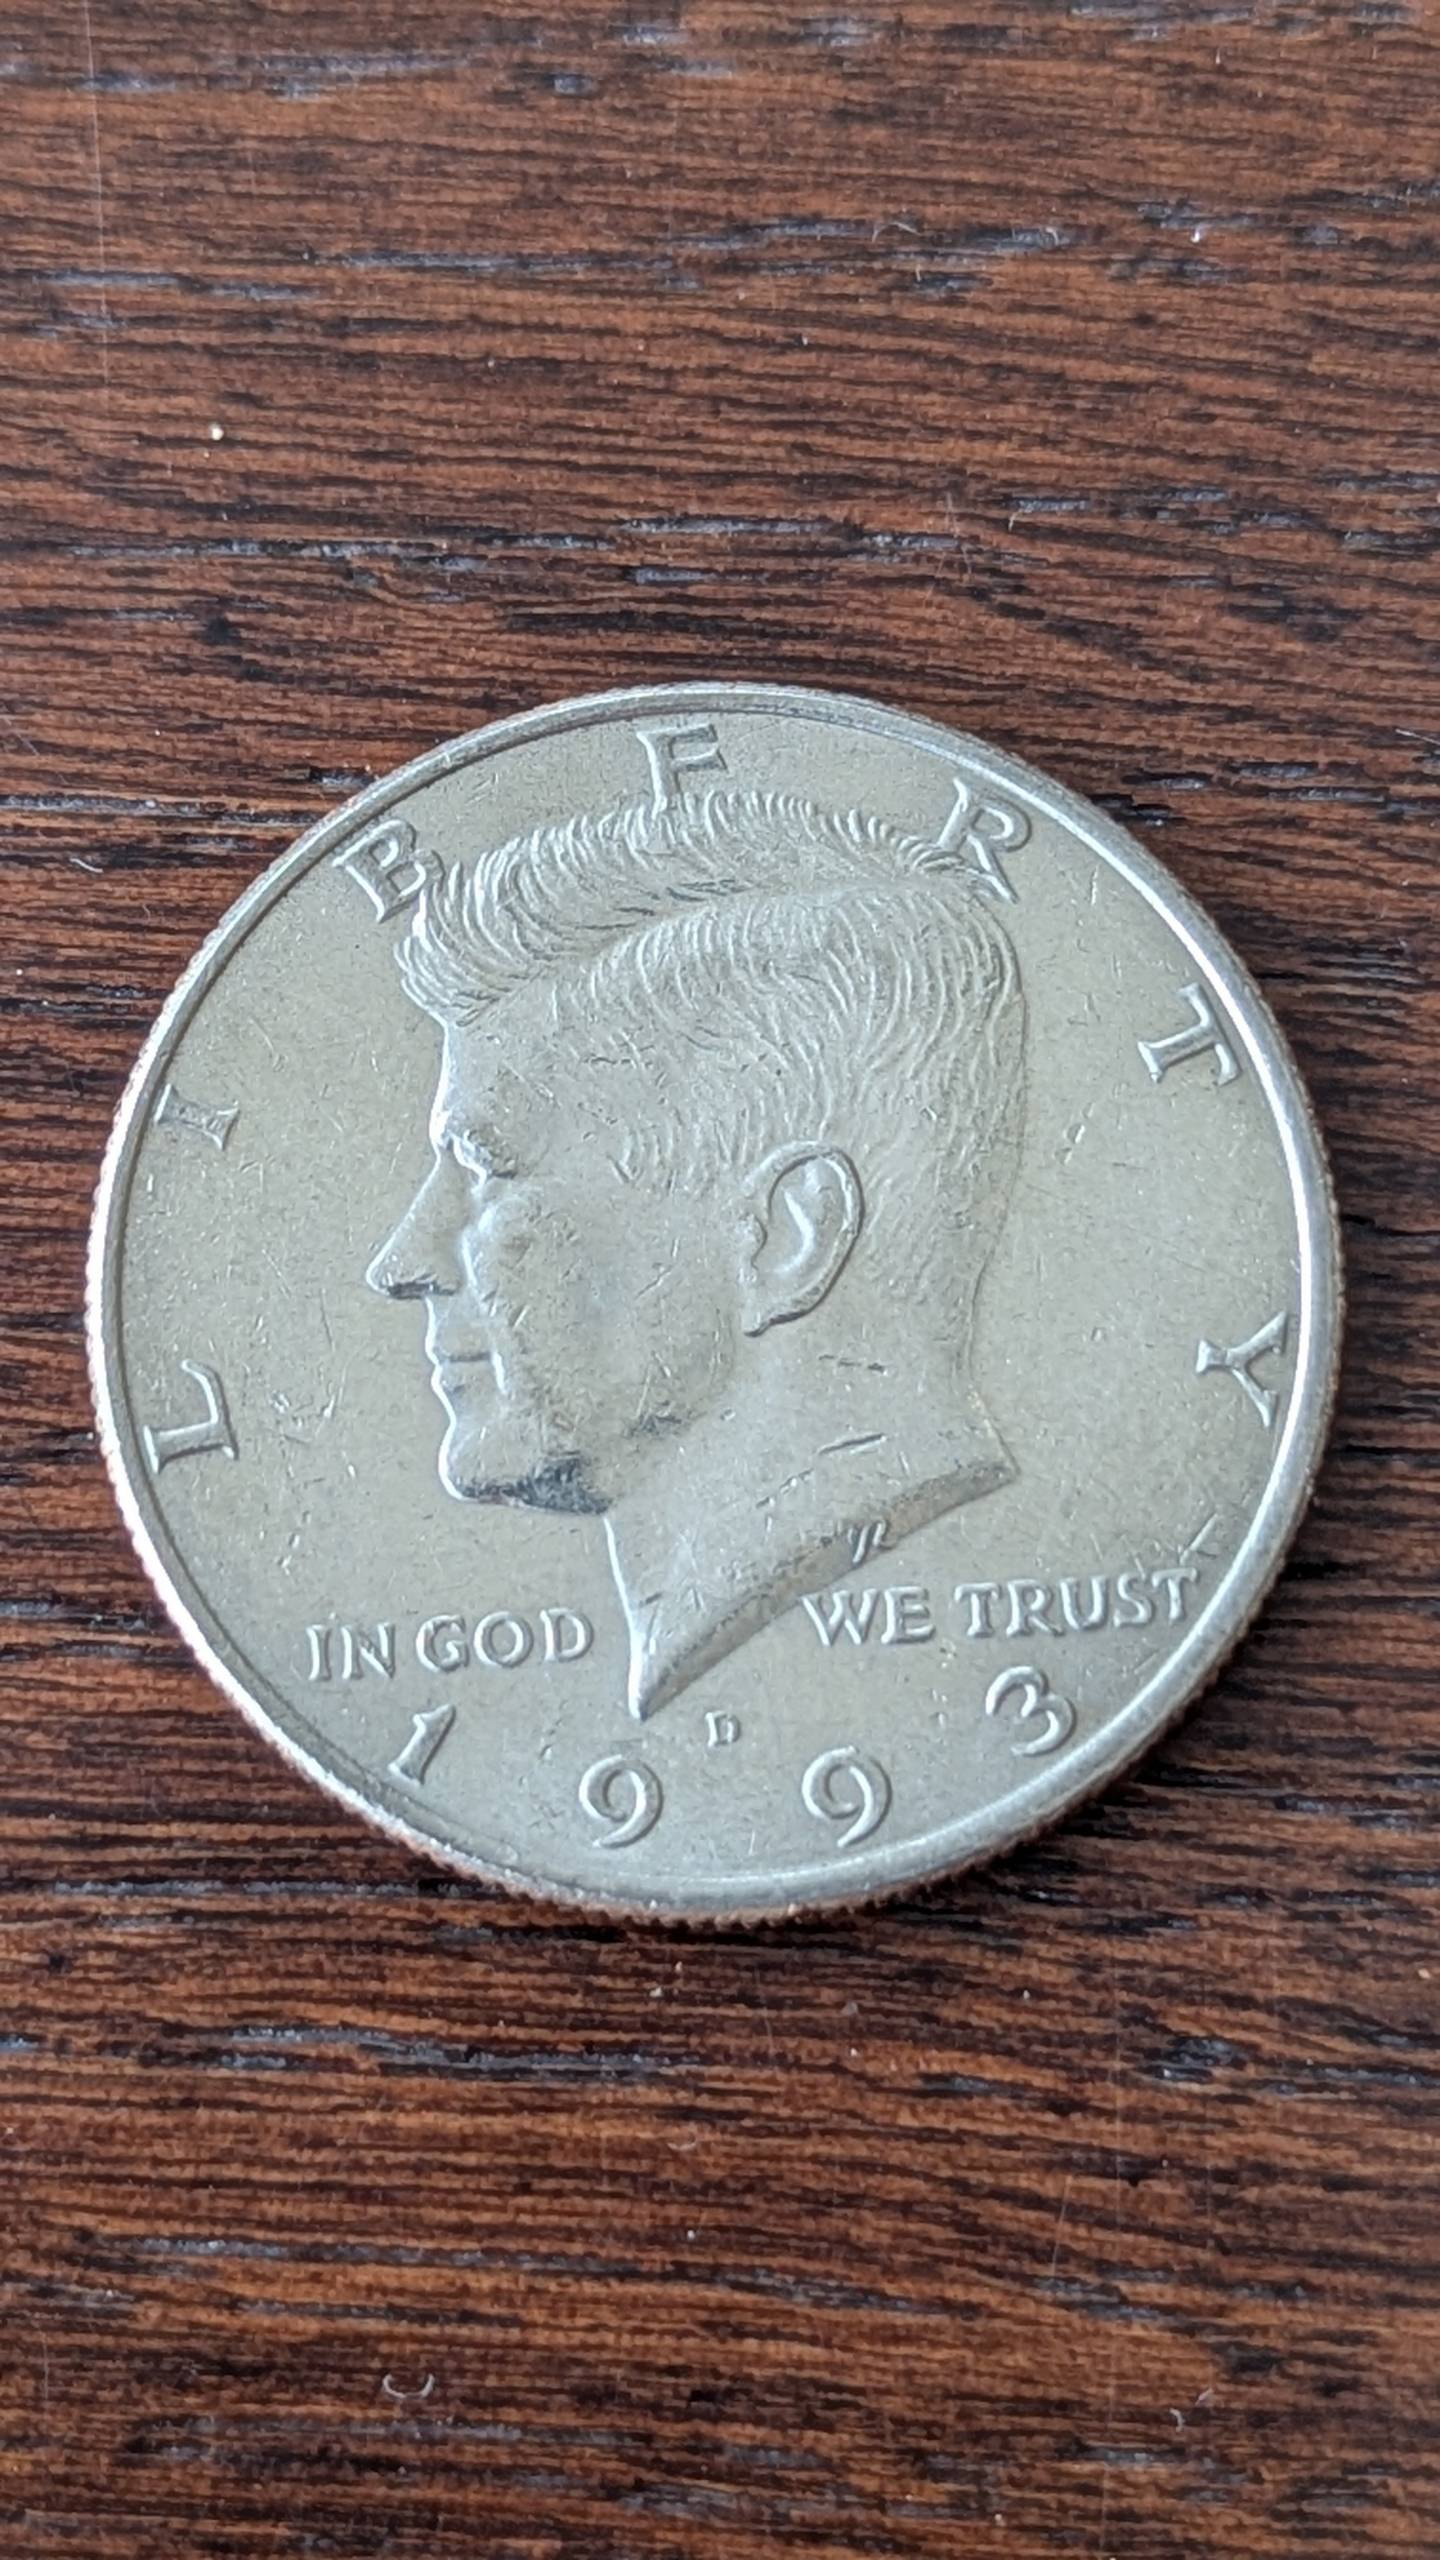 LIBERTY
IN GOD WE TRUST
D
1993